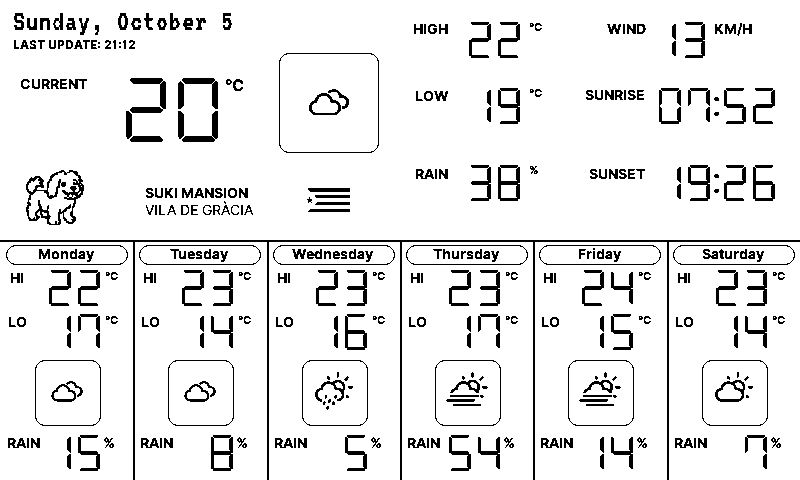 Sunday, October 5
LAST UPDATE: 21:12
CURRENT 20 °C
HIGH 22 °C
LOW 19 °C
RAIN 38 %
WIND 13 KM/H
SUNRISE 07:52
SUNSET 19:26
SUKI MANSION
VILA DE GRÀCIA
Monday
HI 22 °C
LO 17 °C
RAIN 15 %
Tuesday
HI 23 °C
LO 14 °C
RAIN 8 %
Wednesday
HI 23 °C
LO 16 °C
RAIN 5 %
Thursday
HI 23 °C
LO 17 °C
RAIN 54 %
Friday
HI 24 °C
LO 15 °C
RAIN 14 %
Saturday
HI 23 °C
LO 14 °C
RAIN 7 %